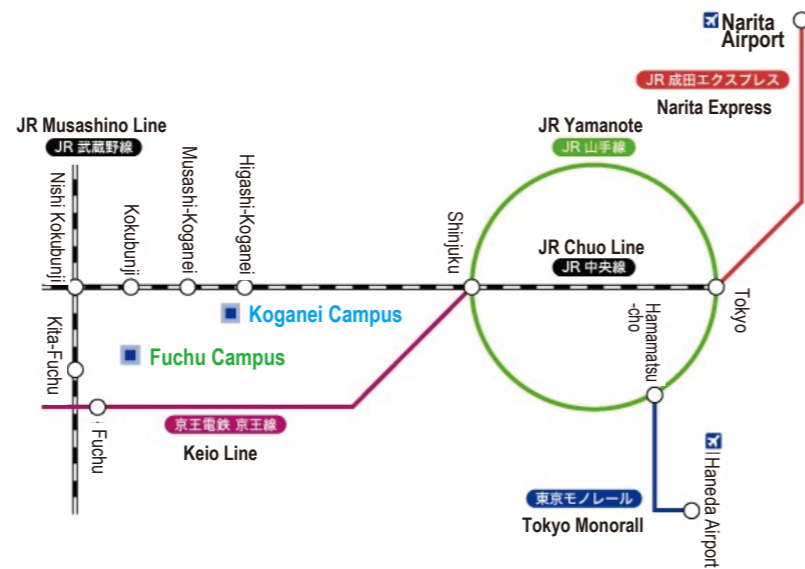 Narita
Airport
JR 成田エクスプレス
Narita Express
JR Musashino Line
JR 武蔵野線
JR Yamanote
JR 山手線
Nishi Kokubunji
Kokubunji
Musashi-Koganei
Higashi-Koganei
Shinjuku
JR Chuo Line
JR 中央線
Tokyo
Hamamatsu
-cho
Koganei Campus
Kita-Fuchu
Fuchu Campus
Fuchu
京王電鉄 京王線
Keio Line
Haneda Airport
東京モノレール
Tokyo Monorall